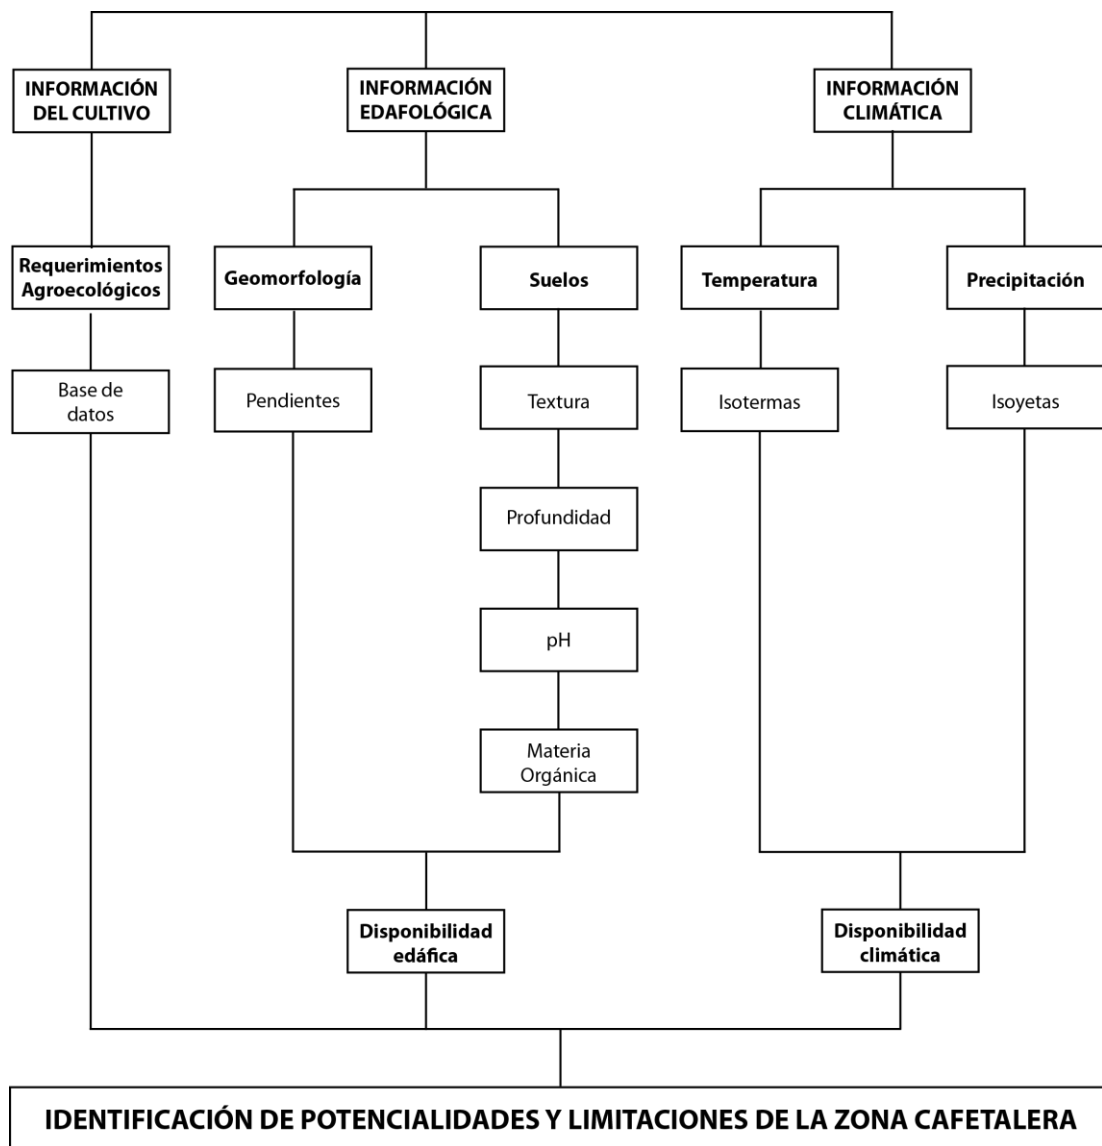 INFORMACIÓN
DEL CULTIVO
INFORMACIÓN
EDAFOLÓGICA
INFORMACIÓN
CLIMÁTICA
Requerimientos
Agroecológicos
Geomorfología
Suelos
Temperatura
Precipitación
Base de
datos
Pendientes
Textura
Isotermas
Isoyetas
Profundidad
pH
Materia
Orgánica
Disponibilidad
edáfica
Disponibilidad
climática
IDENTIFICACIÓN DE POTENCIALIDADES Y LIMITACIONES DE LA ZONA CAFETALERA